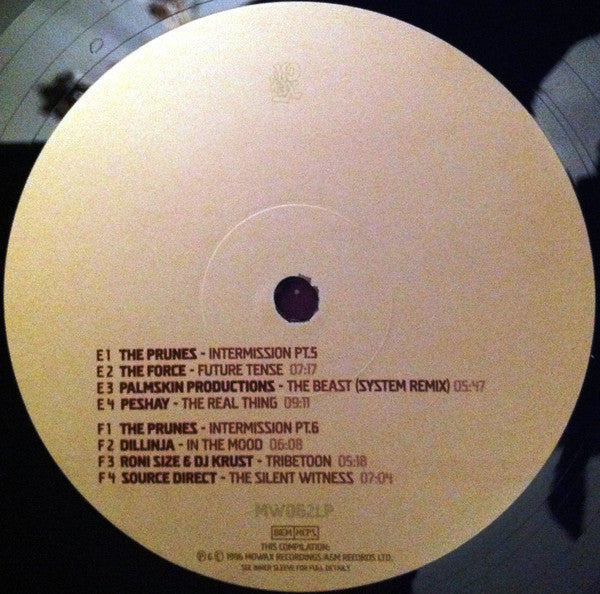 MO
WAX
E1 THE PRUNES - INTERMISSION PT.5
E2 THE FORCE - FUTURE TENSE 07:17
E3 PALMSKIN PRODUCTIONS - THE BEAST (SYSTEM REMIX) 05:47
E4 PESHAY - THE REAL THING 09:11
F1 THE PRUNES - INTERMISSION PT.6
F2 DILLINJA - IN THE MOOD 06:08
F3 RONI SIZE & DJ KRUST - TRIBETOON 05:18
F4 SOURCE DIRECT - THE SILENT WITNESS 07:04
MW062LP
BIEM MCPS
THIS COMPILATION:
℗ & © 1996 MOWAX RECORDINGS/A&M RECORDS LTD.
SEE INNER SLEEVE FOR FULL DETAILS